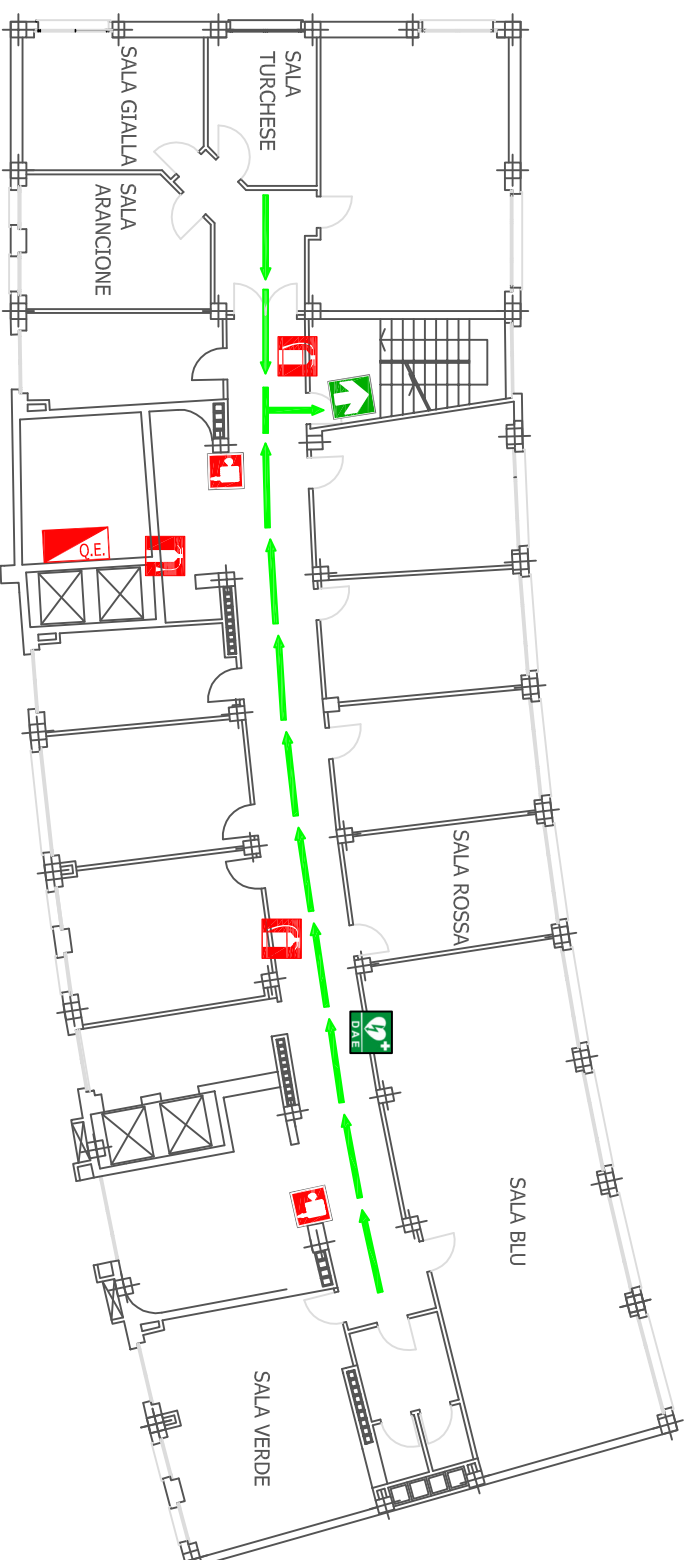 SALA GIALLA
SALA
TURCHESE
SALA
ARANCIONE
Q.E.
SALA ROSSA
DAE
SALA BLU
SALA VERDE